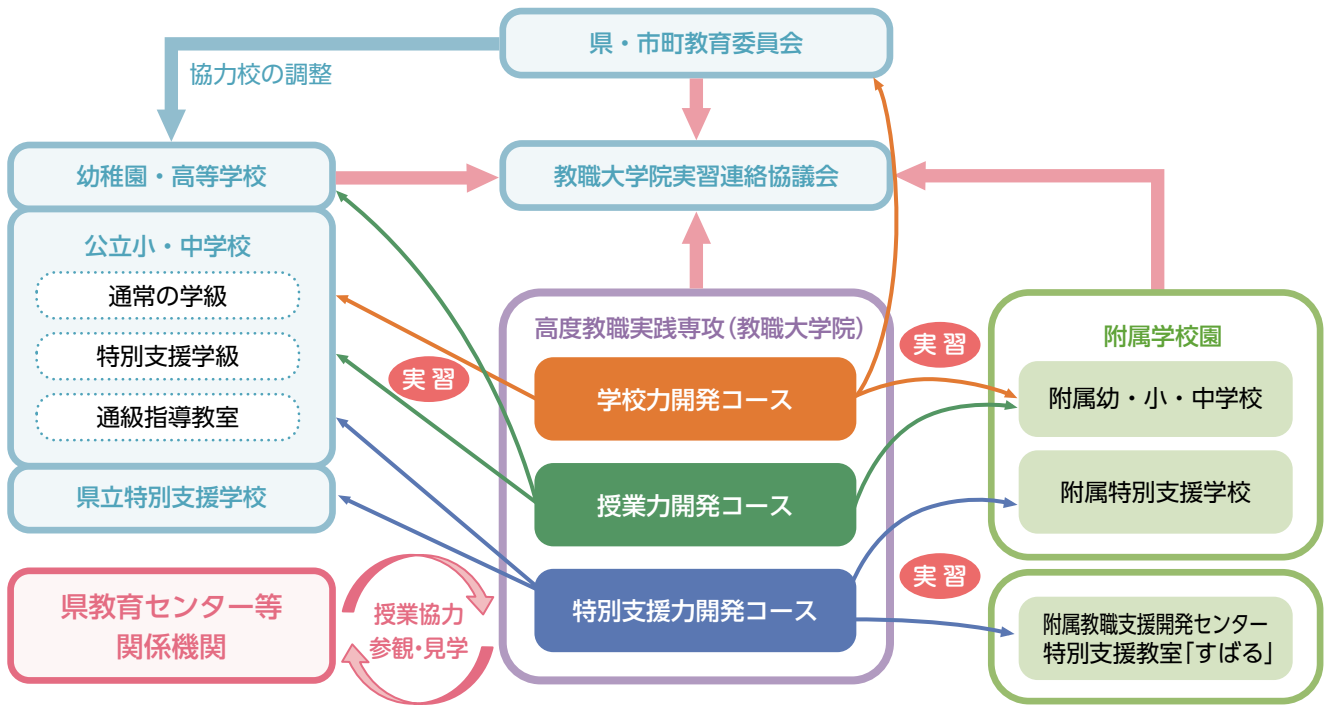 県・市町教育委員会
協力校の調整
幼稚園・高等学校
教職大学院実習連絡協議会
公立小・中学校
通常の学級
特別支援学級
通級指導教室
県立特別支援学校
実習
高度教職実践専攻(教職大学院)
学校力開発コース
授業力開発コース
特別支援力開発コース
実習
附属学校園
附属幼・小・中学校
附属特別支援学校
実習
附属教職支援開発センター
特別支援教室「すばる」
県教育センター等
関係機関
授業協力
参観・見学